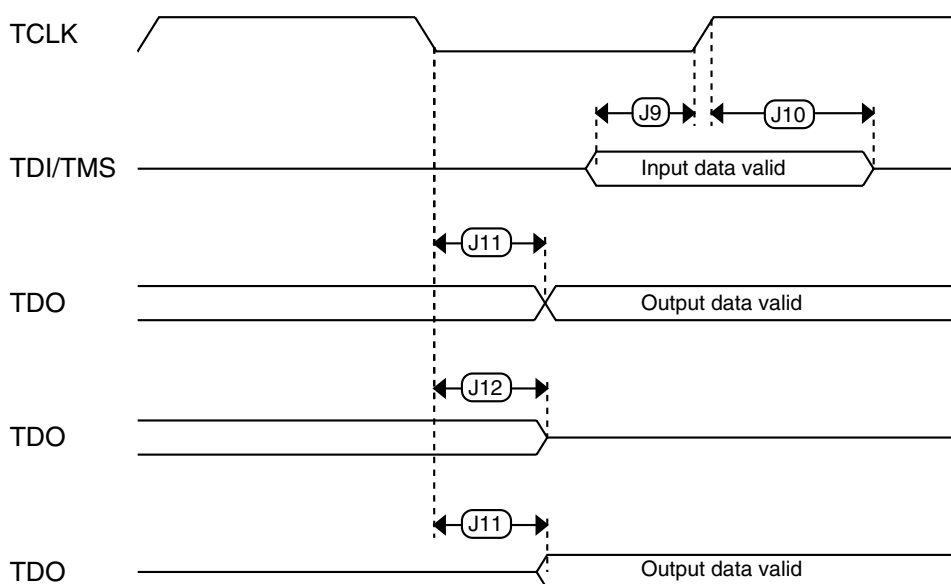 TCLK
J9
J10
TDI/TMS
Input data valid
J11
TDO
Output data valid
J12
TDO
J11
TDO
Output data valid